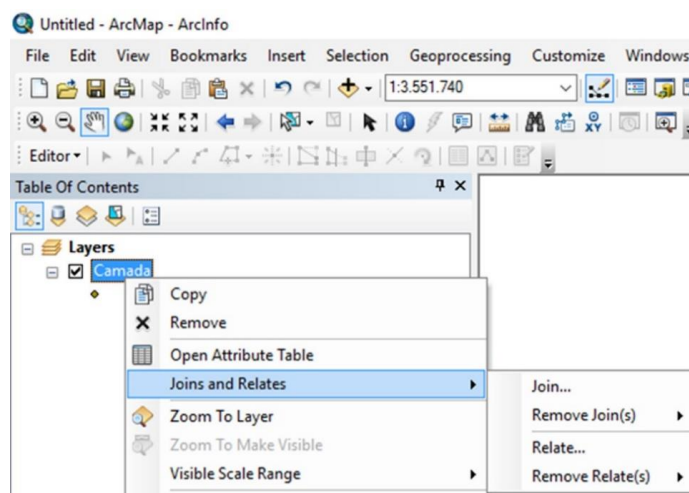 Untitled - ArcMap - ArcInfo
File Edit View Bookmarks Insert Selection Geoprocessing Customize Windows
1:3.551.740
Editor
Table Of Contents
Layers
Camada
Copy
Remove
Open Attribute Table
Joins and Relates
Join...
Zoom To Layer
Remove Join(s)
Zoom To Make Visible
Relate...
Visible Scale Range
Remove Relate(s)